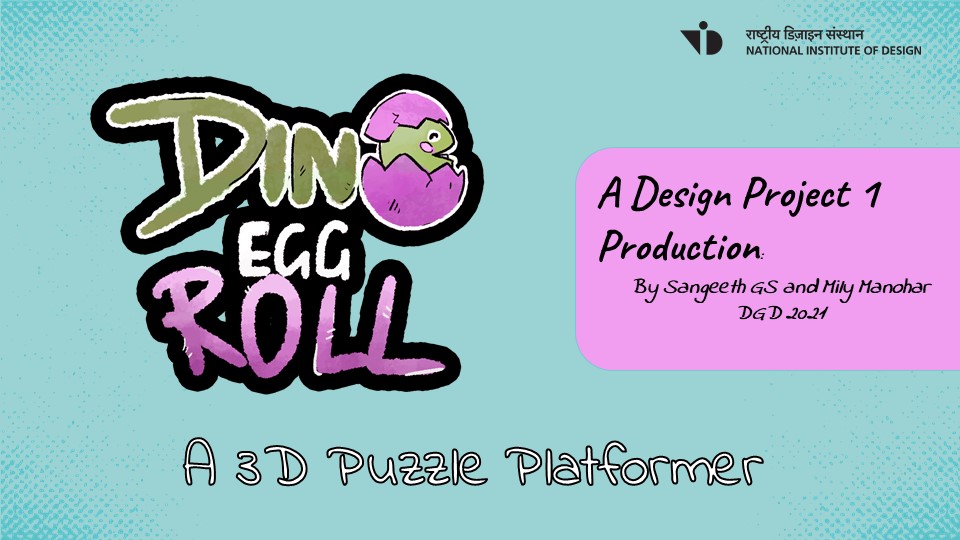 राष्ट्रीय डिज़ाइन संस्थान
NATIONAL INSTITUTE OF DESIGN
DINO
EGG
ROLL
A Design Project 1
Production:
By Sangeeth GS and Mily Manohar
DGD 2021
A 3D Puzzle Platformer